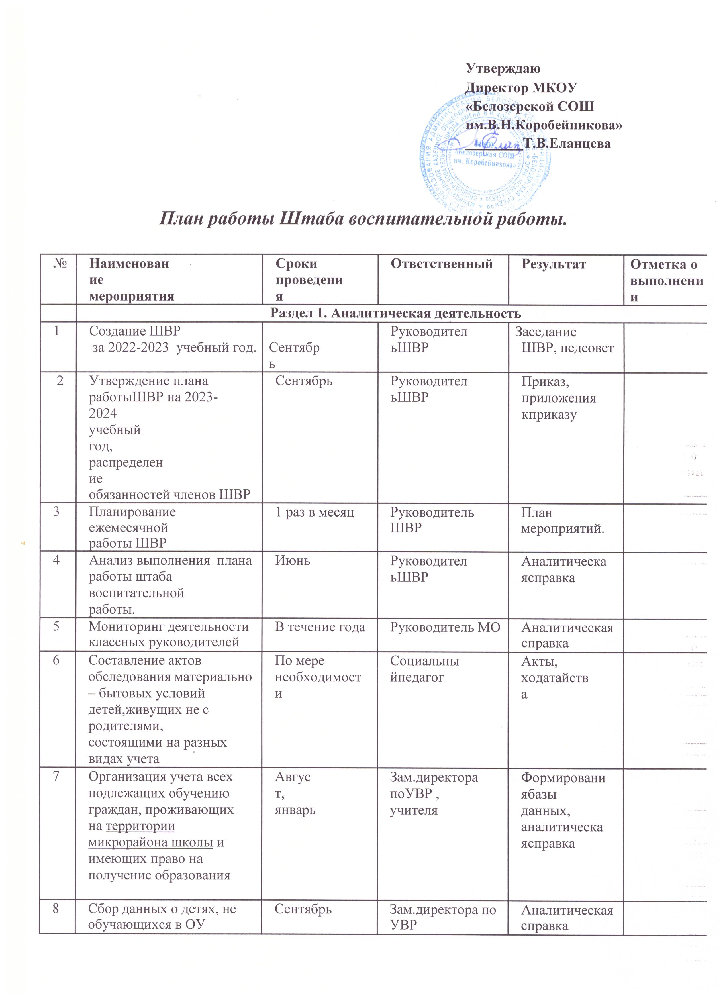 Утверждаю
Директор МКОУ
«Белозерской СОШ
им.В.Н.Коробейникова»
Т.В.Еланцева
МКОУ
«Белозерская СОШ
им. Коробейникова»
План работы Штаба воспитательной работы.
№
Наименован
ие
мероприятия
Сроки
проведени
я
Ответственный
Результат
Отметка о
выполнени
и
Раздел 1. Аналитическая деятельность
1
Создание ШВР
за 2022-2023 учебный год.
Сентябр
ь
Руководител
ьШВР
Заседание
ШВР, педсовет
2
Утверждение плана
работыШВР на 2023-
2024
учебный
год,
распределен
ие
обязанностей членов ШВР
Сентябрь
Руководител
ьШВР
Приказ,
приложения
кприказу
3
Планирование
ежемесячной
работы ШВР
1 раз в месяц
Руководитель
ШВР
План
мероприятий.
4
Анализ выполнения плана
работы штаба
воспитательной
работы.
Июнь
Руководител
ьШВР
Аналитическа
ясправка
5
Мониторинг деятельности
классных руководителей
В течение года
Руководитель МО
Аналитическая
справка
6
Составление актов
обследования материально
– бытовых условий
детей,живущих не с
родителями,
состоящими на разных
видах учета
По мере
необходимост
и
Социальны
йпедагог
Акты,
ходатайств
а
7
Организация учета всех
подлежащих обучению
граждан, проживающих
на территории
микрорайона школы и
имеющих право на
получение образования
Авгус
т,
январь
Зам.директора
поУВР ,
учителя
Формировани
ябазы
данных,
аналитическа
ясправка
8
Сбор данных о детях, не
обучающихся в ОУ
Сентябрь
Зам.директора по
УВР
Аналитическая
справка